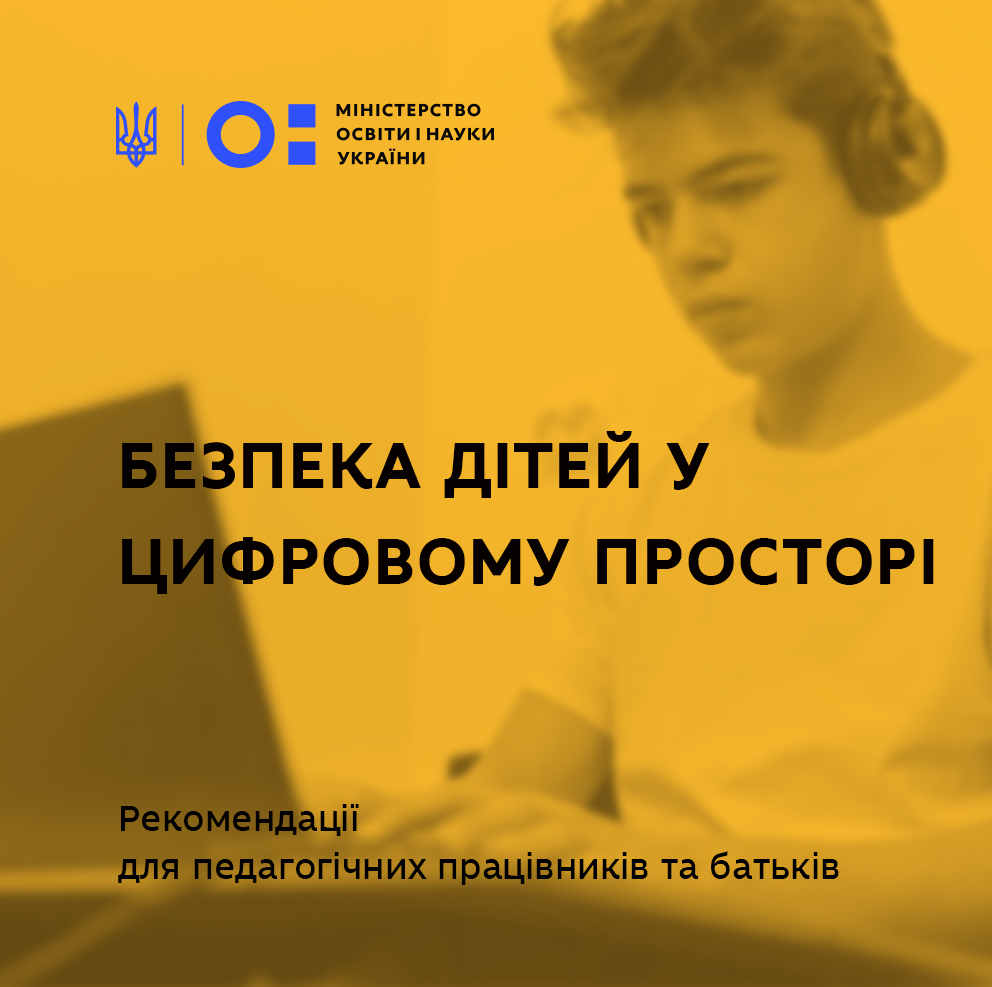 МІНІСТЕРСТВО
ОСВІТИ І НАУКИ
УКРАЇНИ
БЕЗПЕКА ДІТЕЙ У
ЦИФРОВОМУ ПРОСТОРІ
Рекомендації
для педагогічних працівників та батьків